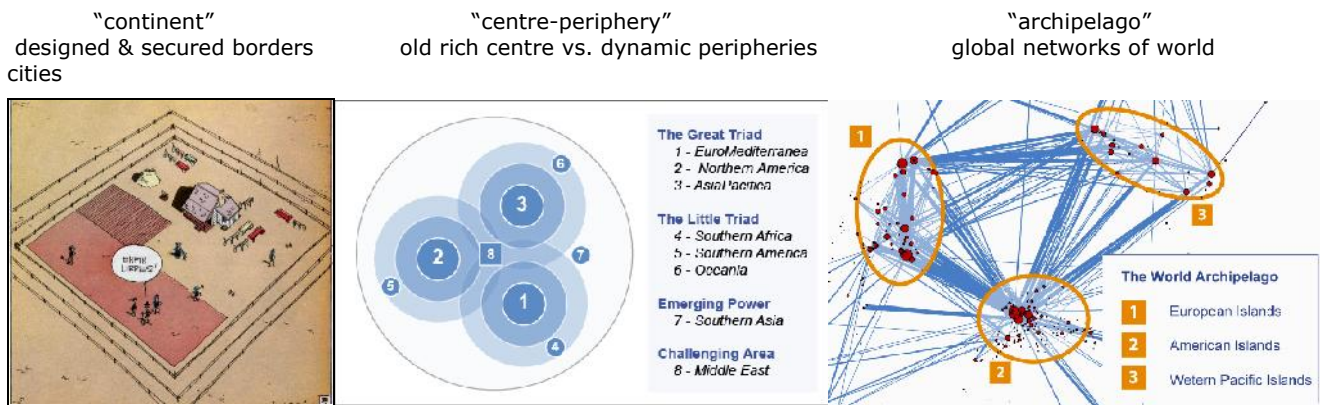 “continent”
designed & secured borders
“centre-periphery”
old rich centre vs. dynamic peripheries
“archipelago”
global networks of world
cities
1
2
3
4
5
6
7
8
The Great Triad
1 - EuroMediterranea
2 - Northern America
3 - AsiaPacifica
The Little Triad
4 - Southern Africa
5 - Southern America
6 - Oceania
Emerging Power
7 - Southern Asia
Challenging Area
8 - Middle East
1
2
3
The World Archipelago
1 European Islands
2 American Islands
3 Wetern Pacific Islands